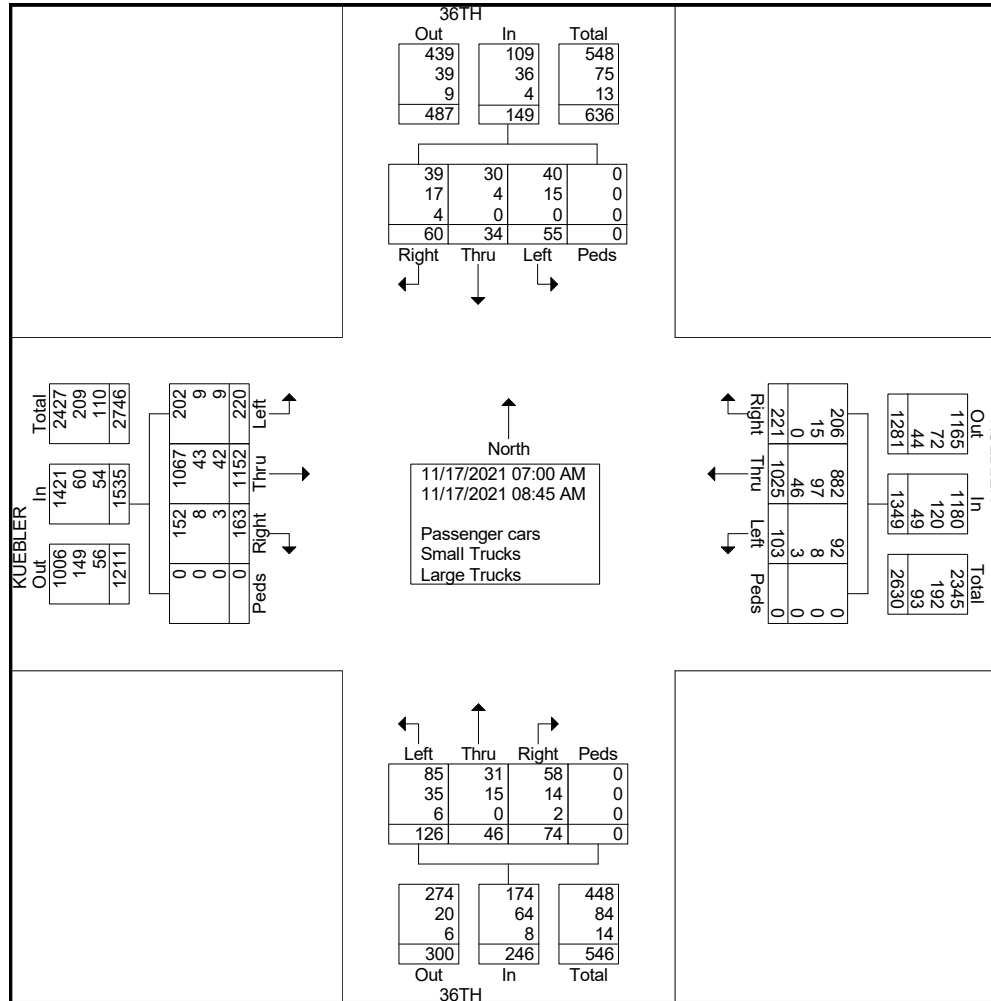 36TH
Out In Total
439 109 548
39 36 75
9 4 13
487 149 636
39 30 40 0
17 4 15 0
4 0 0 0
60 34 55 0
Right Thru Left Peds
Total
2427
209
110
2746
In
1421
60
54
1535
Out
1006
149
56
1211
KUEBLER
202 9 9 220 Left
1067 43 42 1152 Thru
152 8 3 163 Right
0 0 0 0 Peds
North
11/17/2021 07:00 AM
11/17/2021 08:45 AM
Passenger cars
Small Trucks
Large Trucks
Right 221 0 15 206
Thru 1025 46 97 882
Left 103 3 8 92
Peds 0 0 0 0
Out
1165
72
44
1281
In
1180
120
49
1349
Total
2345
192
93
2630
Left Thru Right Peds
85 31 58 0
35 15 14 0
6 0 2 0
126 46 74 0
274 174 448
20 64 84
6 8 14
300 246 546
Out In Total
36TH